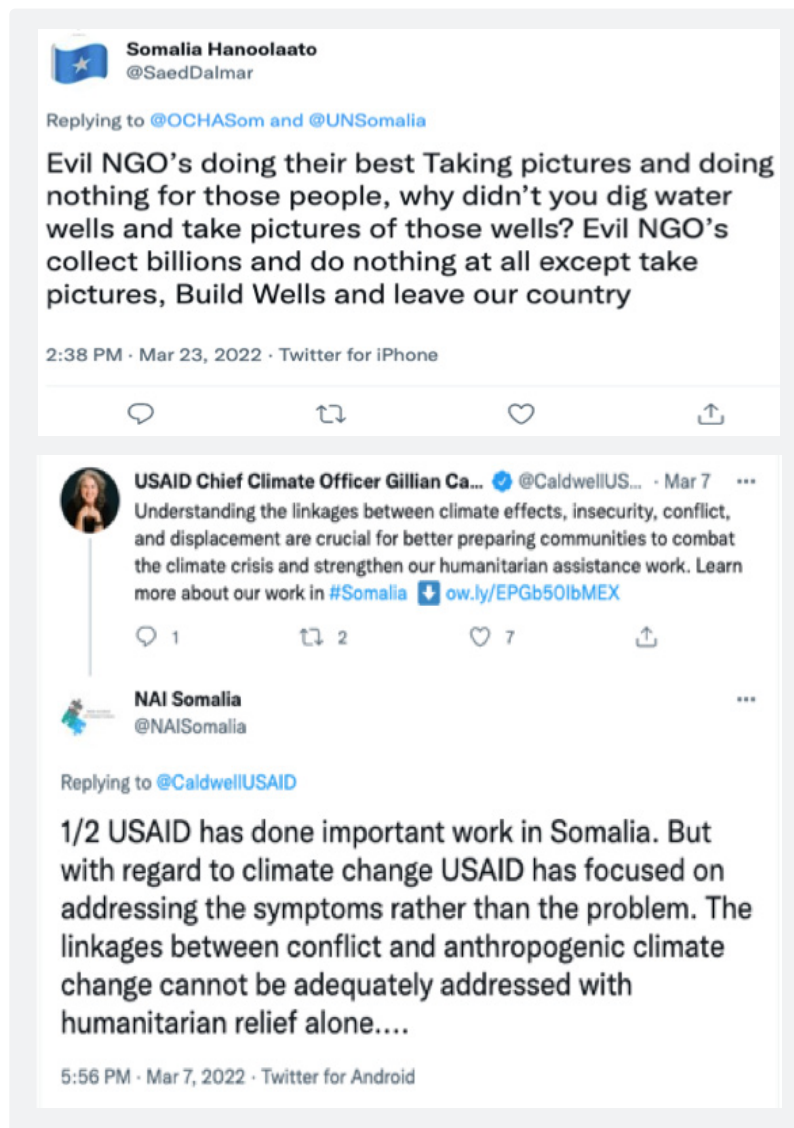 Somalia Hanoolaato
@SaedDalmar
Replying to @OCHASom and @UNSomalia
Evil NGO's doing their best Taking pictures and doing
nothing for those people, why didn't you dig water
wells and take pictures of those wells? Evil NGO's
collect billions and do nothing at all except take
pictures, Build Wells and leave our country
2:38 PM · Mar 23, 2022 · Twitter for iPhone
USAID Chief Climate Officer Gillian Ca... @CaldwellUS... · Mar 7
Understanding the linkages between climate effects, insecurity, conflict,
and displacement are crucial for better preparing communities to combat
the climate crisis and strengthen our humanitarian assistance work. Learn
more about our work in #Somalia ow.ly/EPGb50IbMEX
1 2 7
NAI Somalia
@NAISomalia
Replying to @CaldwellUSAID
1/2 USAID has done important work in Somalia. But
with regard to climate change USAID has focused on
addressing the symptoms rather than the problem. The
linkages between conflict and anthropogenic climate
change cannot be adequately addressed with
humanitarian relief alone....
5:56 PM · Mar 7, 2022 · Twitter for Android